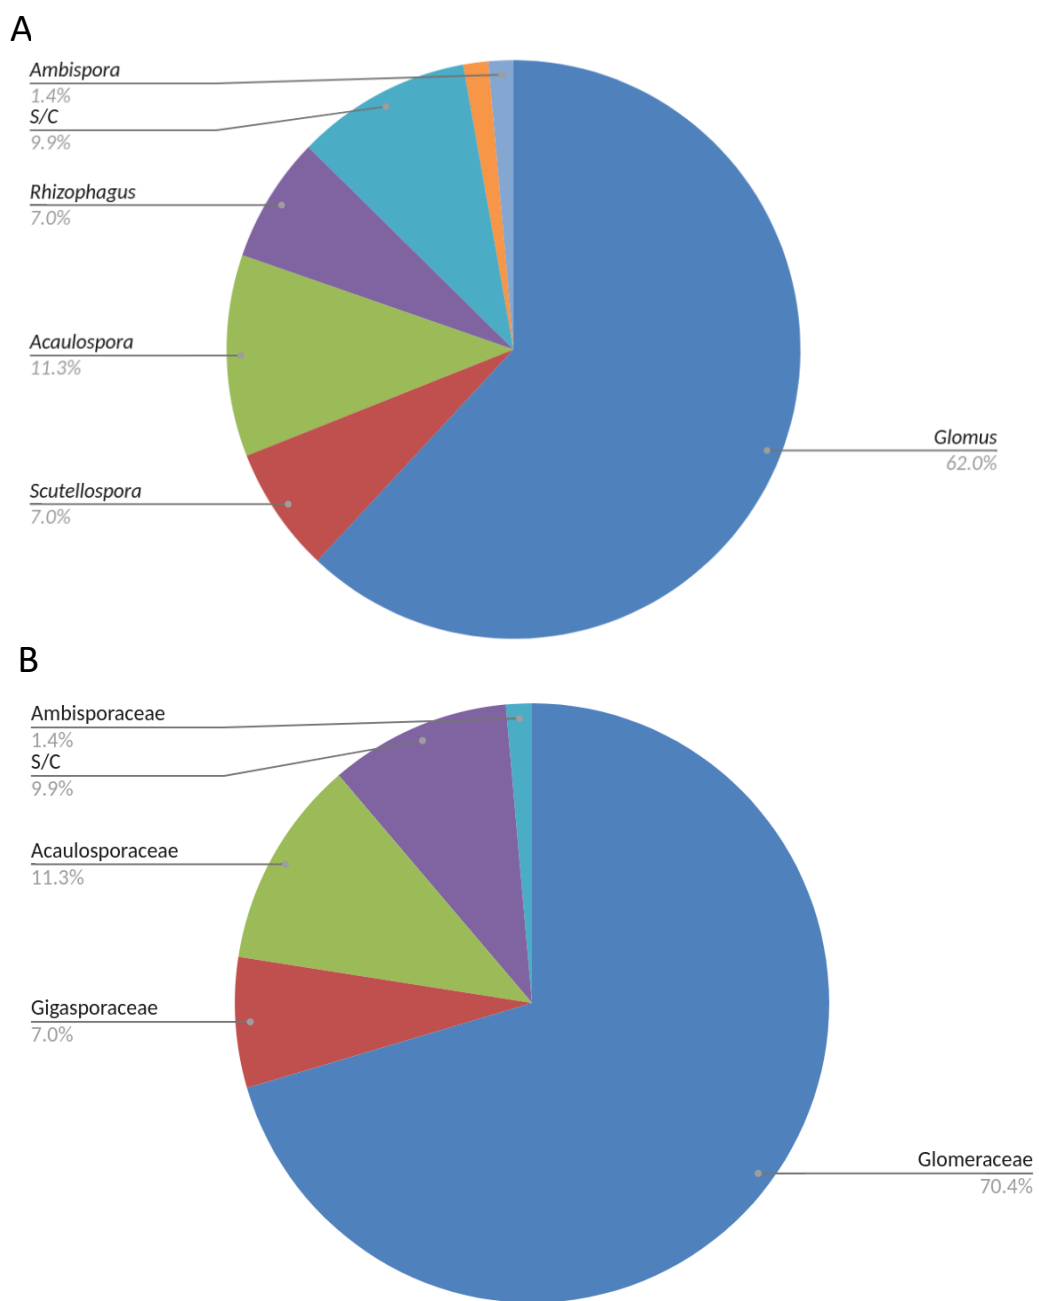 A
Ambispora
1.4%
S/C
9.9%
Rhizophagus
7.0%
Acaulospora
11.3%
Glomus
62.0%
Scutellospora
7.0%
B
Ambisporaceae
1.4%
S/C
9.9%
Acaulosporaceae
11.3%
Gigasporaceae
7.0%
Glomeraceae
70.4%